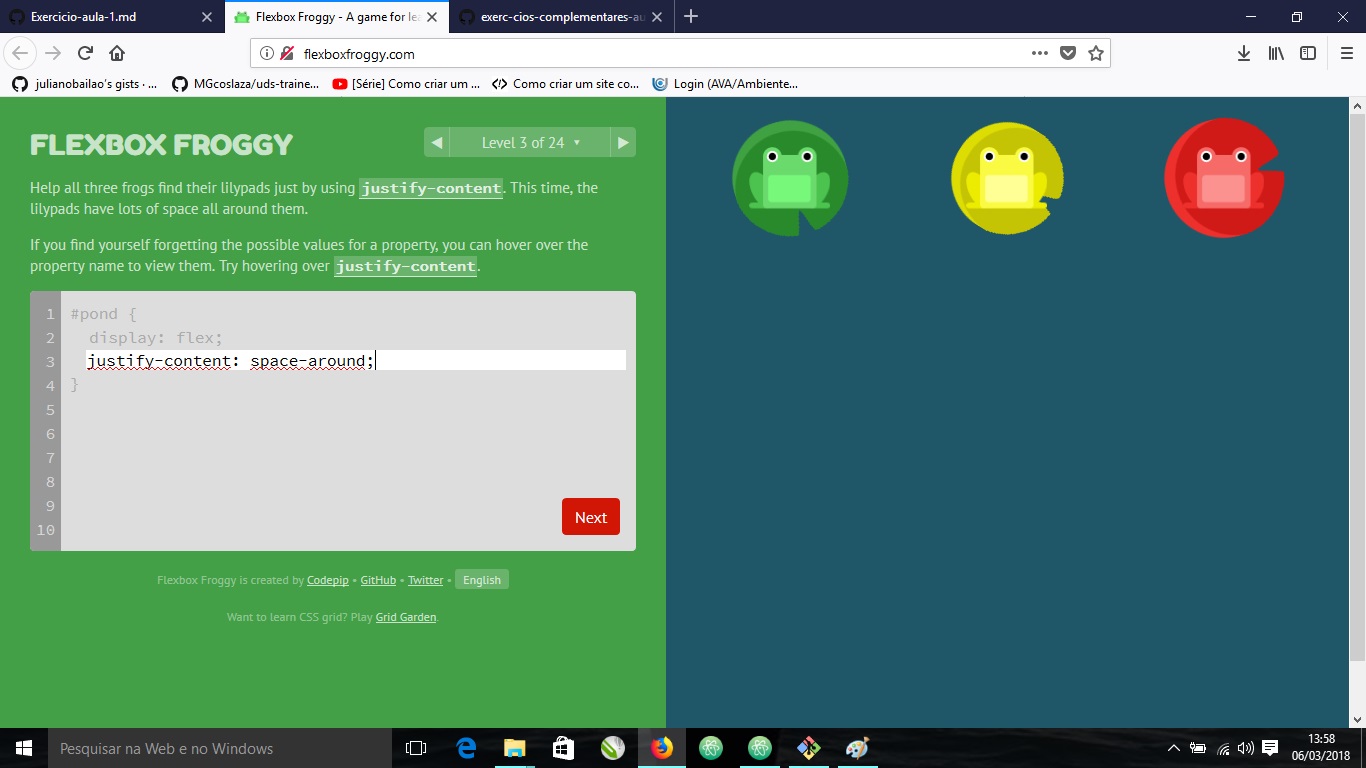 Exercicio-aula-1.md
Flexbox Froggy - A game for lea
exerc-cios-complementares-au
flexboxfroggy.com
julianobailao's gists · ...
MGcoslaza/uds-traine...
[Série] Como criar um ...
Como criar um site co...
Login (AVA/Ambiente...
FLEXBOX FROGGY
Level 3 of 24 ▼
Help all three frogs find their lilypads just by using justify-content. This time, the
lilypads have lots of space all around them.
If you find yourself forgetting the possible values for a property, you can hover over the
property name to view them. Try hovering over justify-content.
1 #pond {
2 display: flex;
3 justify-content: space-around;
4 }
5
6
7
8
9
10
Next
Flexbox Froggy is created by Codepip • GitHub • Twitter • English
Want to learn CSS grid? Play Grid Garden.
Pesquisar na Web e no Windows
13:58
06/03/2018